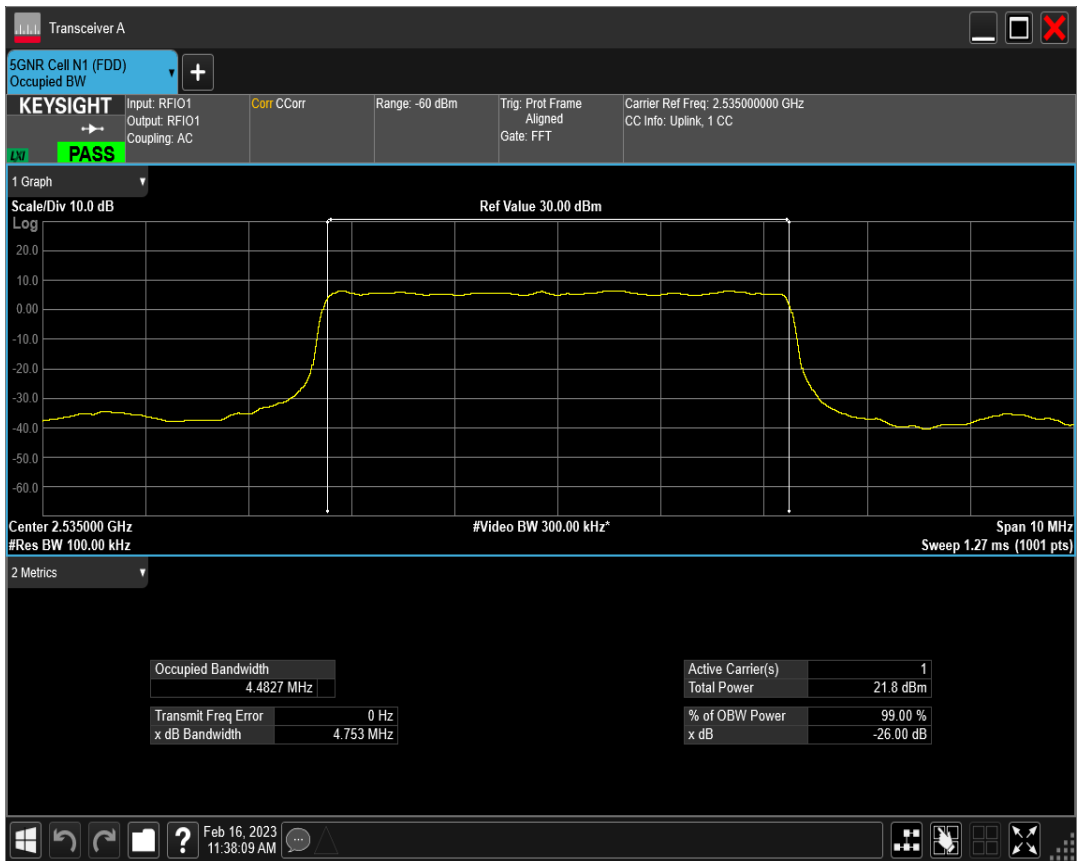 Transceiver A
5GNR Cell N1 (FDD)
Occupied BW
+
KEYSIGHT
LXI
PASS
Input: RFIO1
Output: RFIO1
Coupling: AC
Corr CCorr
Range: -60 dBm
Trig: Prot Frame
Aligned
Gate: FFT
Carrier Ref Freq: 2.535000000 GHz
CC Info: Uplink, 1 CC
1 Graph
Scale/Div 10.0 dB
Ref Value 30.00 dBm
Log
20.0
10.0
0.00
-10.0
-20.0
-30.0
-40.0
-50.0
-60.0
Center 2.535000 GHz
#Video BW 300.00 kHz*
Span 10 MHz
#Res BW 100.00 kHz
Sweep 1.27 ms (1001 pts)
2 Metrics
Occupied Bandwidth
4.4827 MHz
Transmit Freq Error 0 Hz
x dB Bandwidth 4.753 MHz
Active Carrier(s) 1
Total Power 21.8 dBm
% of OBW Power 99.00 %
x dB -26.00 dB
?
Feb 16, 2023
11:38:09 AM